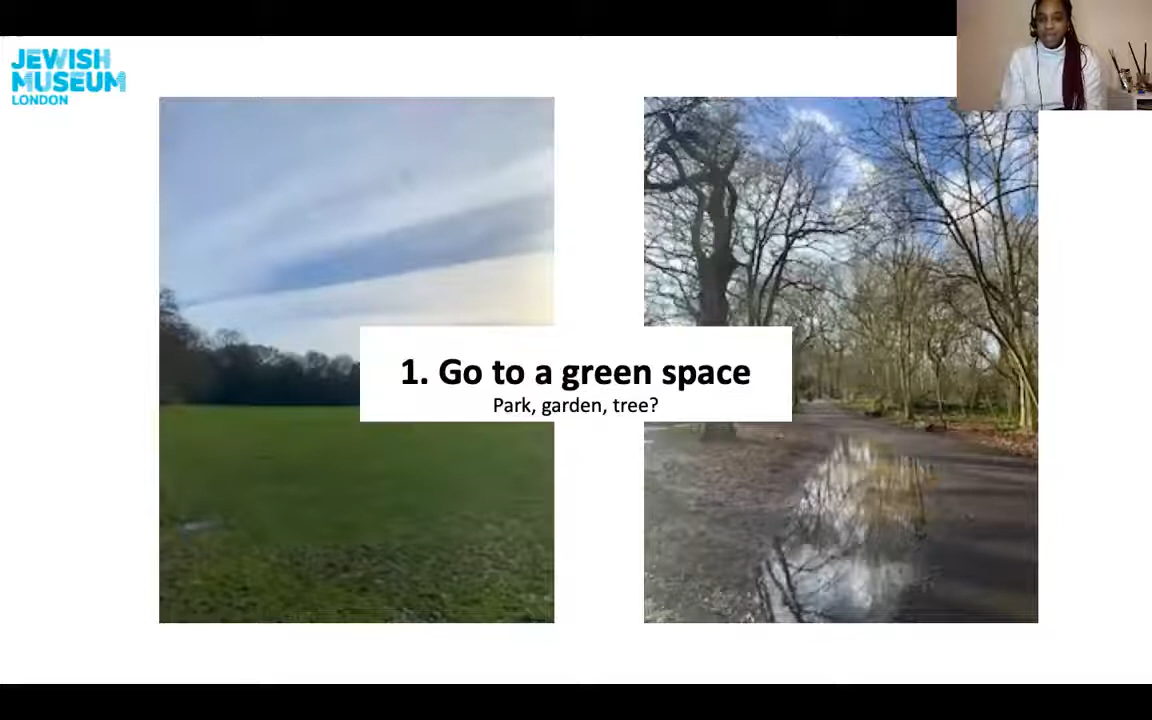 JEWISH
MUSEUM
LONDON
1. Go to a green space
Park, garden, tree?